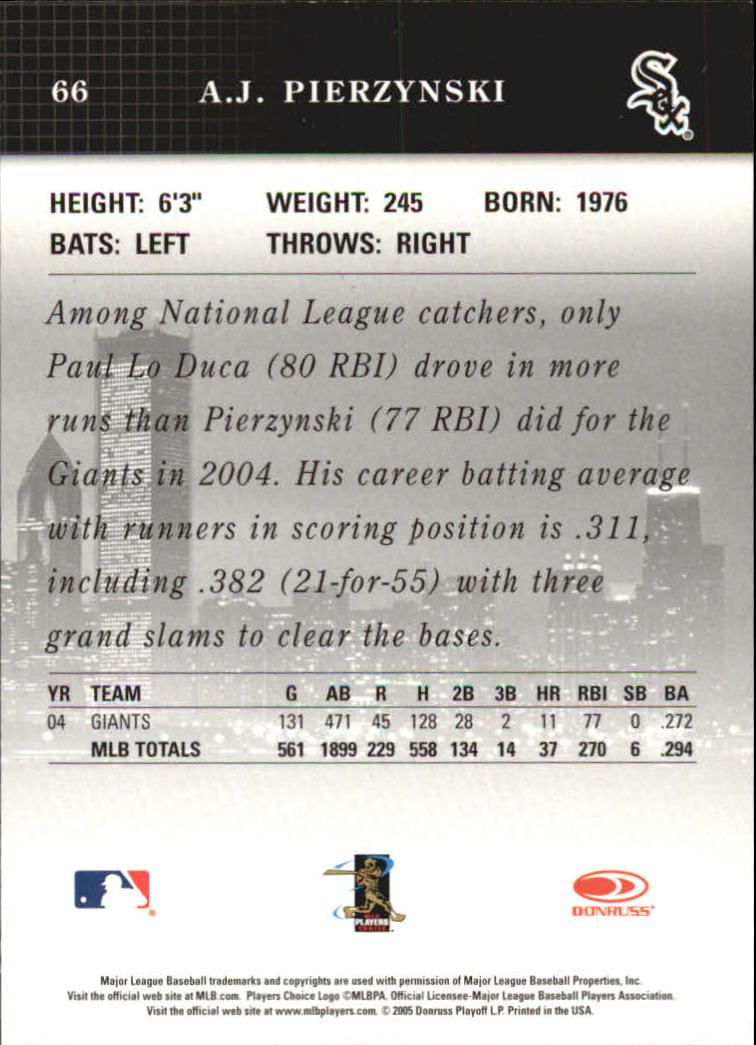 66 A.J. PIERZYNSKI Sox
HEIGHT: 6'3" WEIGHT: 245 BORN: 1976
BATS: LEFT THROWS: RIGHT
Among National League catchers, only
Paul Lo Duca (80 RBI) drove in more
runs than Pierzynski (77 RBI) did for the
Giants in 2004. His career batting average
with runners in scoring position is .311,
including .382 (21-for-55) with three
grand slams to clear the bases.
YR TEAM G AB R H 2B 3B HR RBI SB BA
04 GIANTS 131 471 45 128 28 2 11 77 0 .272
MLB TOTALS 561 1899 229 558 134 14 37 270 6 .294
MLB
PLAYERS
CHOICE
DONRUSS®
Major League Baseball trademarks and copyrights are used with permission of Major League Baseball Properties, Inc.
Visit the official web site at MLB.com. Players Choice Logo ©MLBPA. Official Licensee-Major League Baseball Players Association.
Visit the official web site at www.mlbplayers.com. © 2005 Donruss Playoff L.P. Printed in the USA.